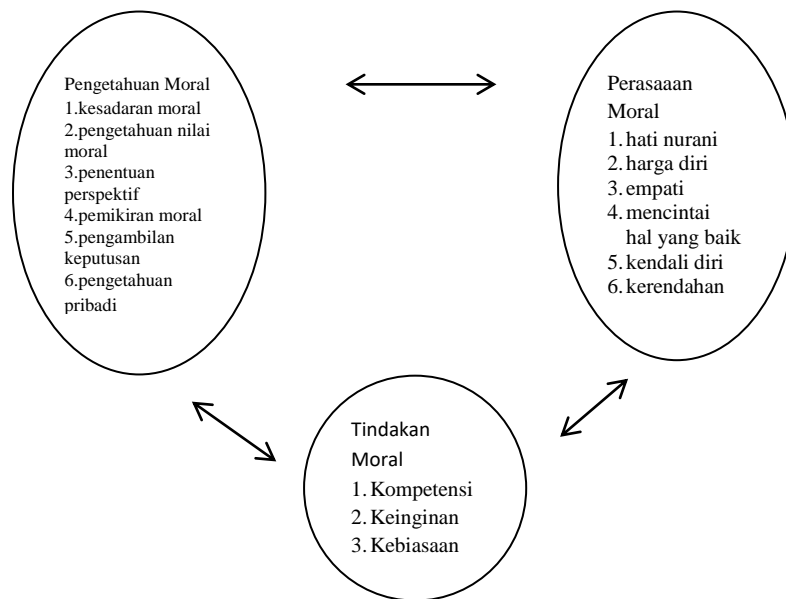 Pengetahuan Moral
1.kesadaran moral
2.pengetahuan nilai
moral
3.penentuan
perspektif
4.pemikiran moral
5.pengambilan
keputusan
6.pengetahuan
pribadi
Perasaaan
Moral
1. hati nurani
2. harga diri
3. empati
4. mencintai
hal yang baik
5. kendali diri
6. kerendahan
Tindakan
Moral
1. Kompetensi
2. Keinginan
3. Kebiasaan